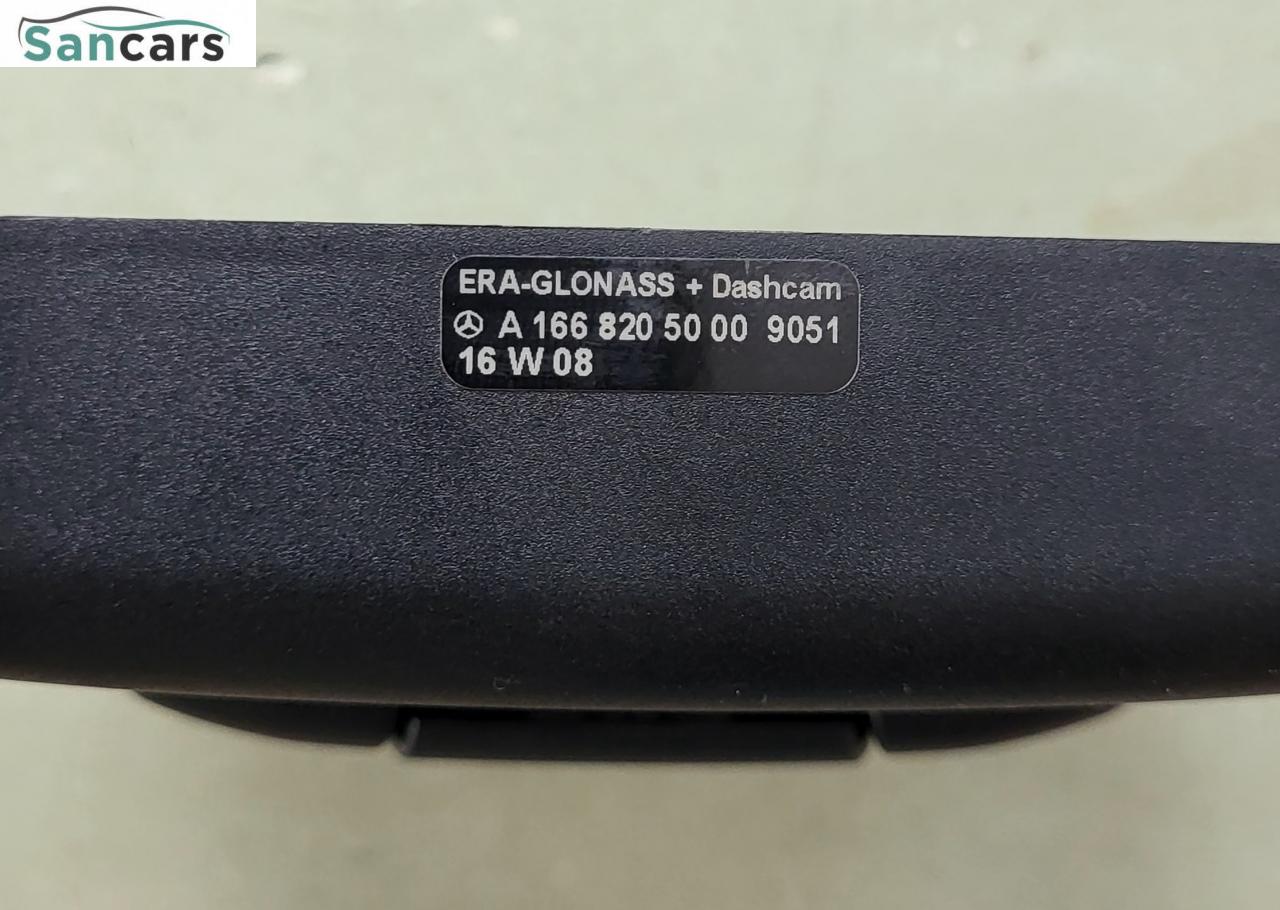 Sancars
ERA-GLONASS + Dashcam
A 166 820 50 00 9051
16 W 08